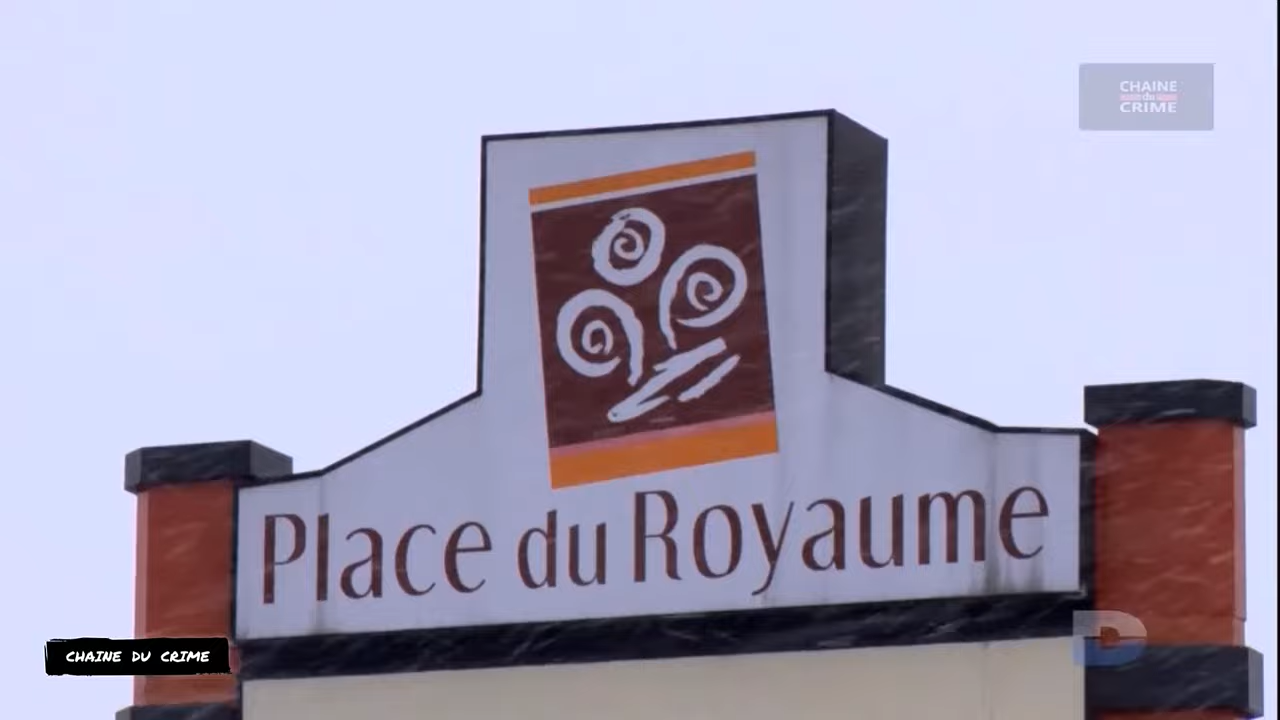 CHAINE
du
CRIME
Place du Royaume
CHAINE DU CRIME
D